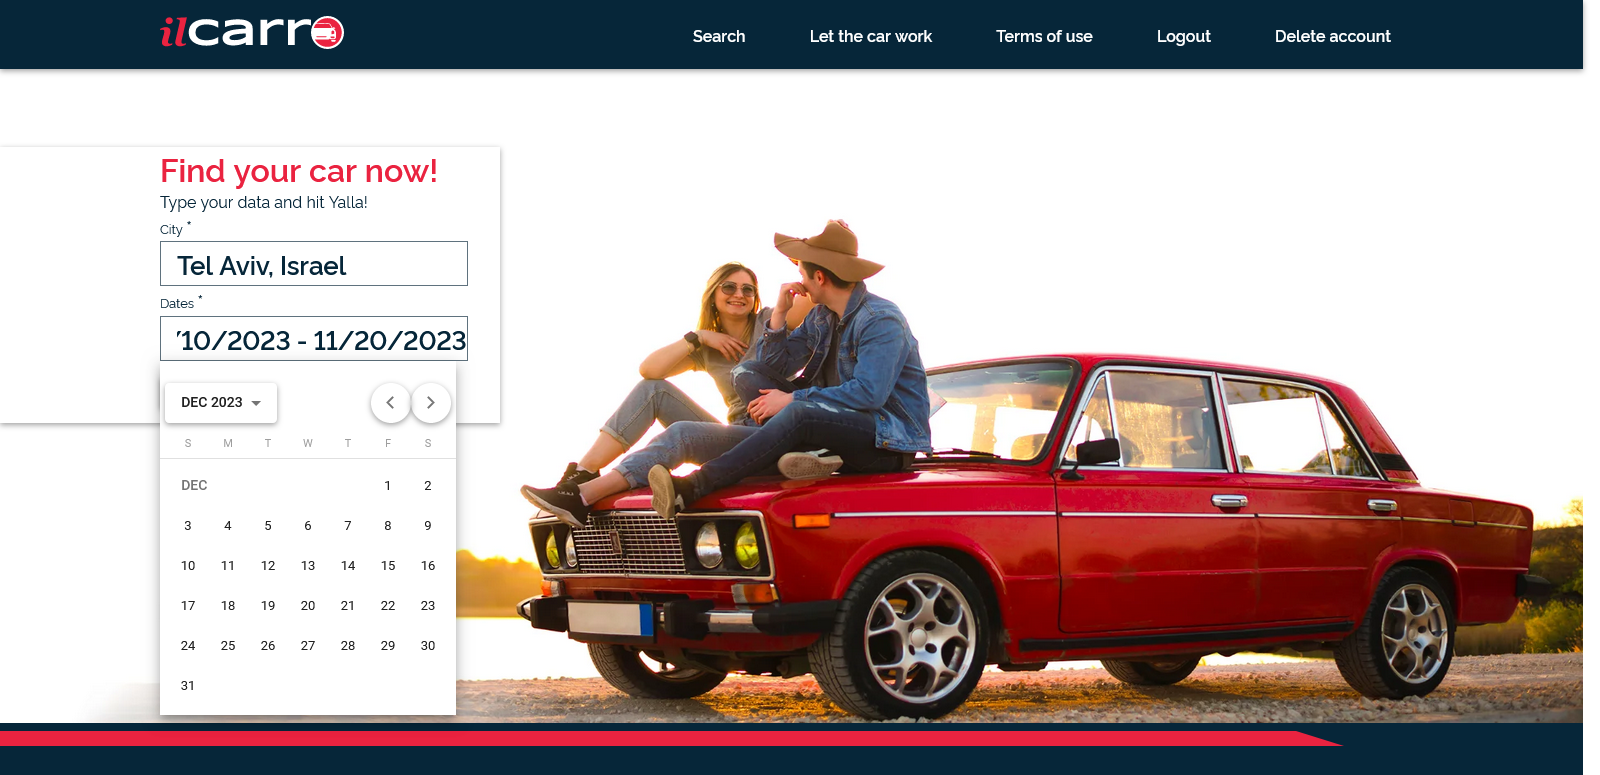 ilcarro
Search Let the car work Terms of use Logout Delete account
Find your car now!
Type your data and hit Yalla!
City *
Tel Aviv, Israel
Dates *
/10/2023 - 11/20/2023
DEC 2023
S M T W T F S
DEC 1 2
3 4 5 6 7 8 9
10 11 12 13 14 15 16
17 18 19 20 21 22 23
24 25 26 27 28 29 30
31